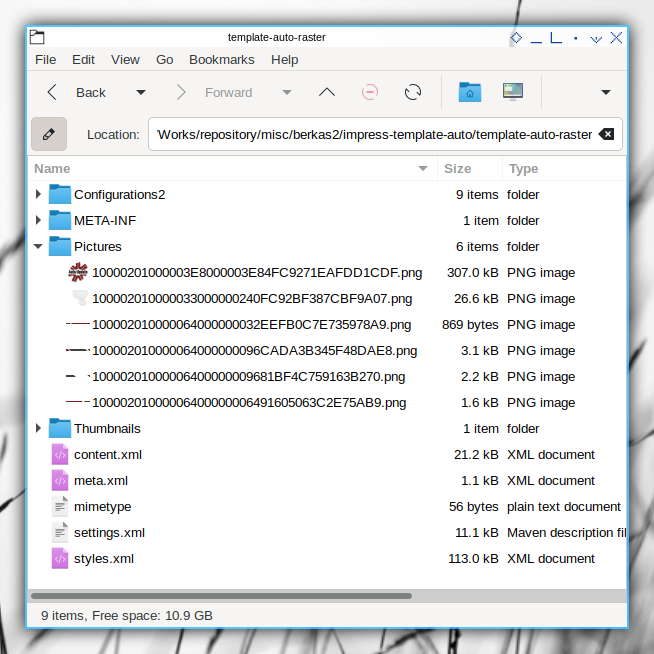 template-auto-raster
File Edit View Go Bookmarks Help
Back Forward
Location: Works/repository/misc/berkas2/impress-template-auto/template-auto-raster
Name Size Type
Configurations2 9 items folder
META-INF 1 item folder
Pictures 6 items folder
10000201000003E8000003E84FC9271EAFDD1CDF.png 307.0 kB PNG image
100002010000033000000240FC92BF387CBF9A07.png 26.6 kB PNG image
100002010000064000000032EEFB0C7E735978A9.png 869 bytes PNG image
100002010000064000000096CADA3B345F48DAE8.png 3.1 kB PNG image
10000201000006400000009681BF4C759163B270.png 2.2 kB PNG image
1000020100000640000006491605063C2E75AB9.png 1.6 kB PNG image
Thumbnails 1 item folder
content.xml 21.2 kB XML document
meta.xml 1.1 kB XML document
mimetype 56 bytes plain text document
settings.xml 11.1 kB Maven description fil
styles.xml 113.0 kB XML document
9 items, Free space: 10.9 GB